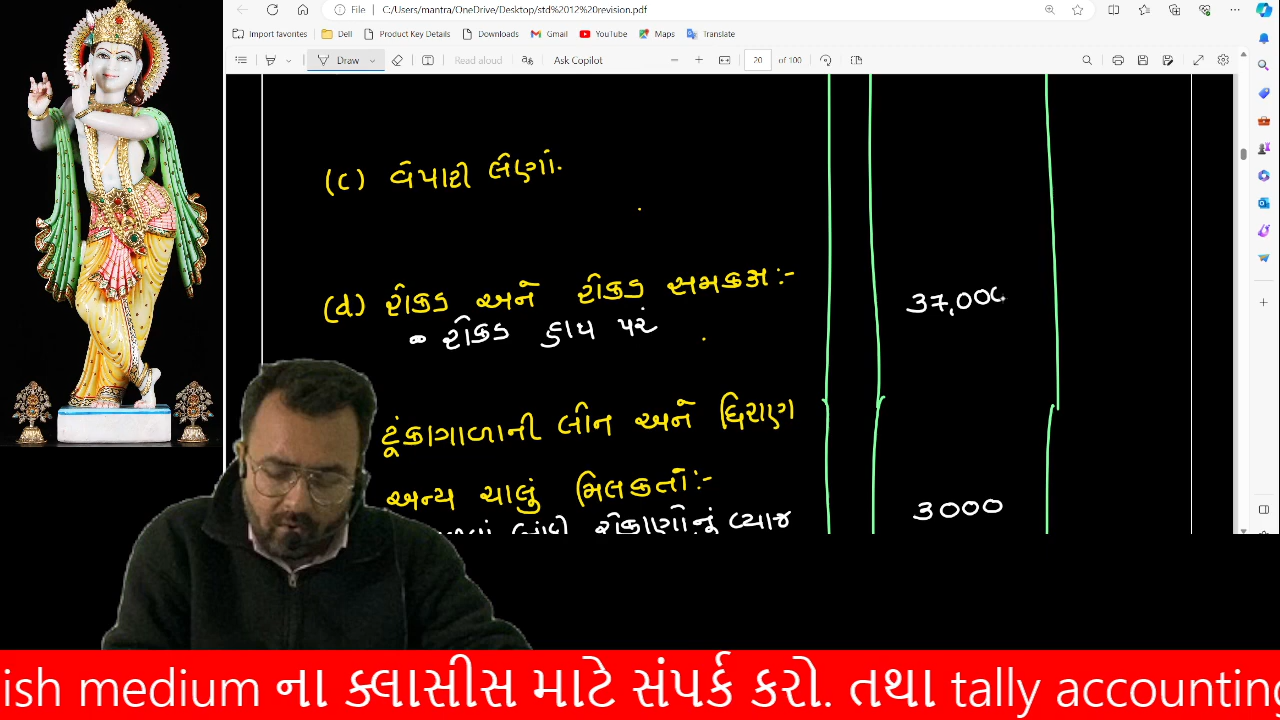 File | C:/Users/mantra/OneDrive/Desktop/std%2012%20revision.pdf
Import favorites Dell Product Key Details Downloads Gmail YouTube Maps Translate
Draw Read aloud Ask Copilot 20 of 100
(c) વેપારી લેણાં.
(d) રોકડ અને રોકડ સમકક્ષ :-
રોકડ હાથ પર
37,000
ટૂંકાગાળાની લોન અને ધિરાણ
અન્ય ચાલું મિલકતો :-
3000
રોકાણોનું વ્યાજ
ish medium ના ક્લાસીસ માટે સંપર્ક કરો. તથા tally accounting